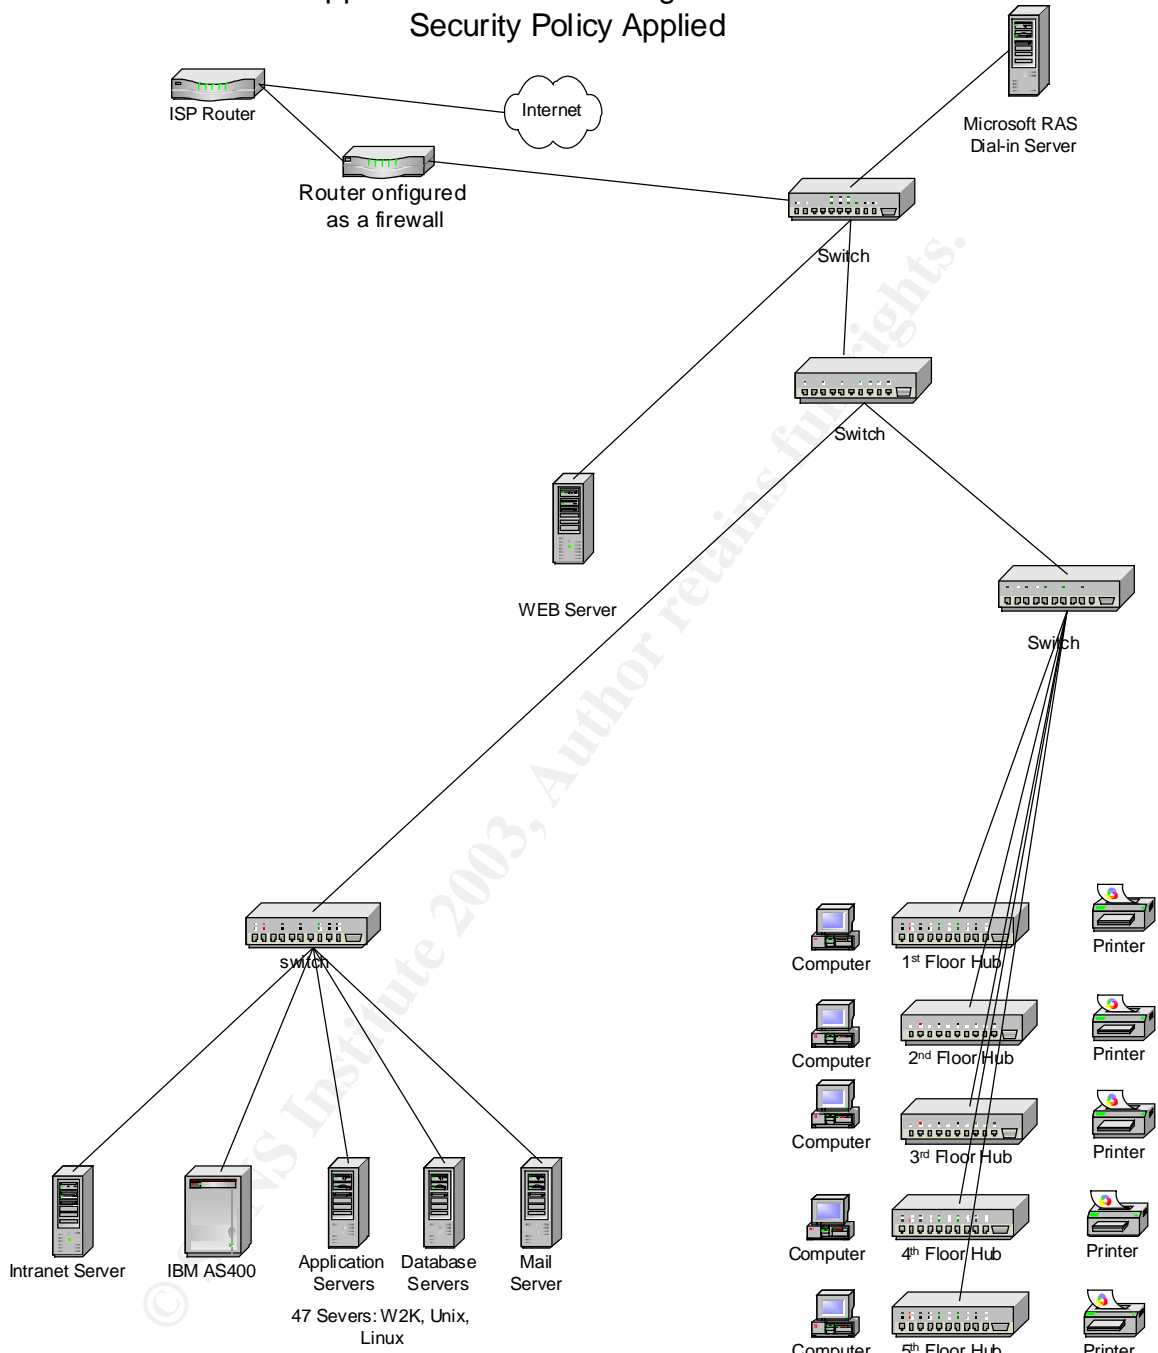 Security Policy Applied
ISP Router
Internet
Microsoft RAS
Dial-in Server
Router onfigured
as a firewall
Switch
Switch
WEB Server
Switch
switch
Computer
1st Floor Hub
Printer
Computer
2nd Floor Hub
Printer
Computer
3rd Floor Hub
Printer
Computer
4th Floor Hub
Printer
Intranet Server
IBM AS400
Application
Servers
Database
Servers
Mail
Server
47 Severs: W2K, Unix,
Linux
Computer
5th Floor Hub
Printer
© SANS Institute 2003, Author retains full rights.